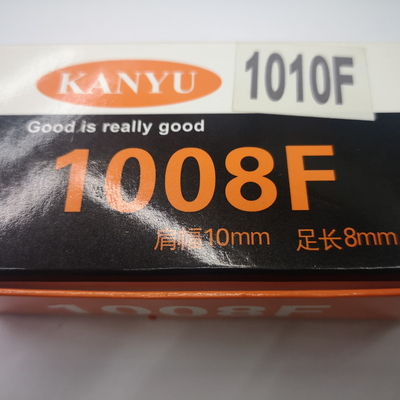 KANYU
1010F
Good is really good
1008F
肩幅10mm 足长8mm
1008F